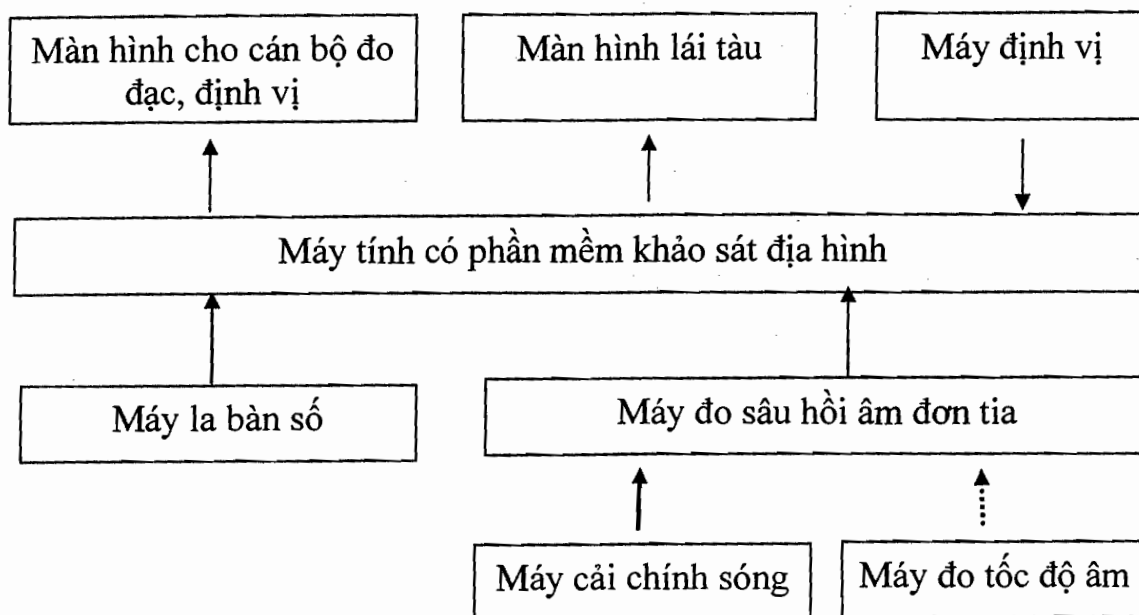 Màn hình cho cán bộ đo
đạc, định vị
Màn hình lái tàu
Máy định vị
Máy tính có phần mềm khảo sát địa hình
Máy la bàn số
Máy đo sâu hồi âm đơn tia
Máy cải chính sóng
Máy đo tốc độ âm